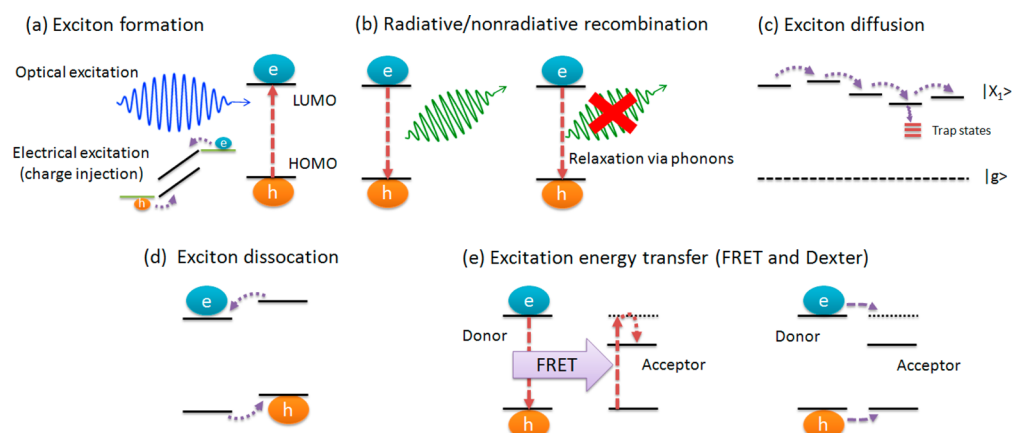 (a) Exciton formation
Optical excitation
e
LUMO
Electrical excitation
(charge injection)
e
h
HOMO
h
(b) Radiative/nonradiative recombination
e
h
e
Relaxation via phonons
h
(c) Exciton diffusion
|X1>
Trap states
|g>
(d) Exciton dissocation
e
h
(e) Excitation energy transfer (FRET and Dexter)
e
Donor
FRET
Acceptor
h
e
Donor
Acceptor
h